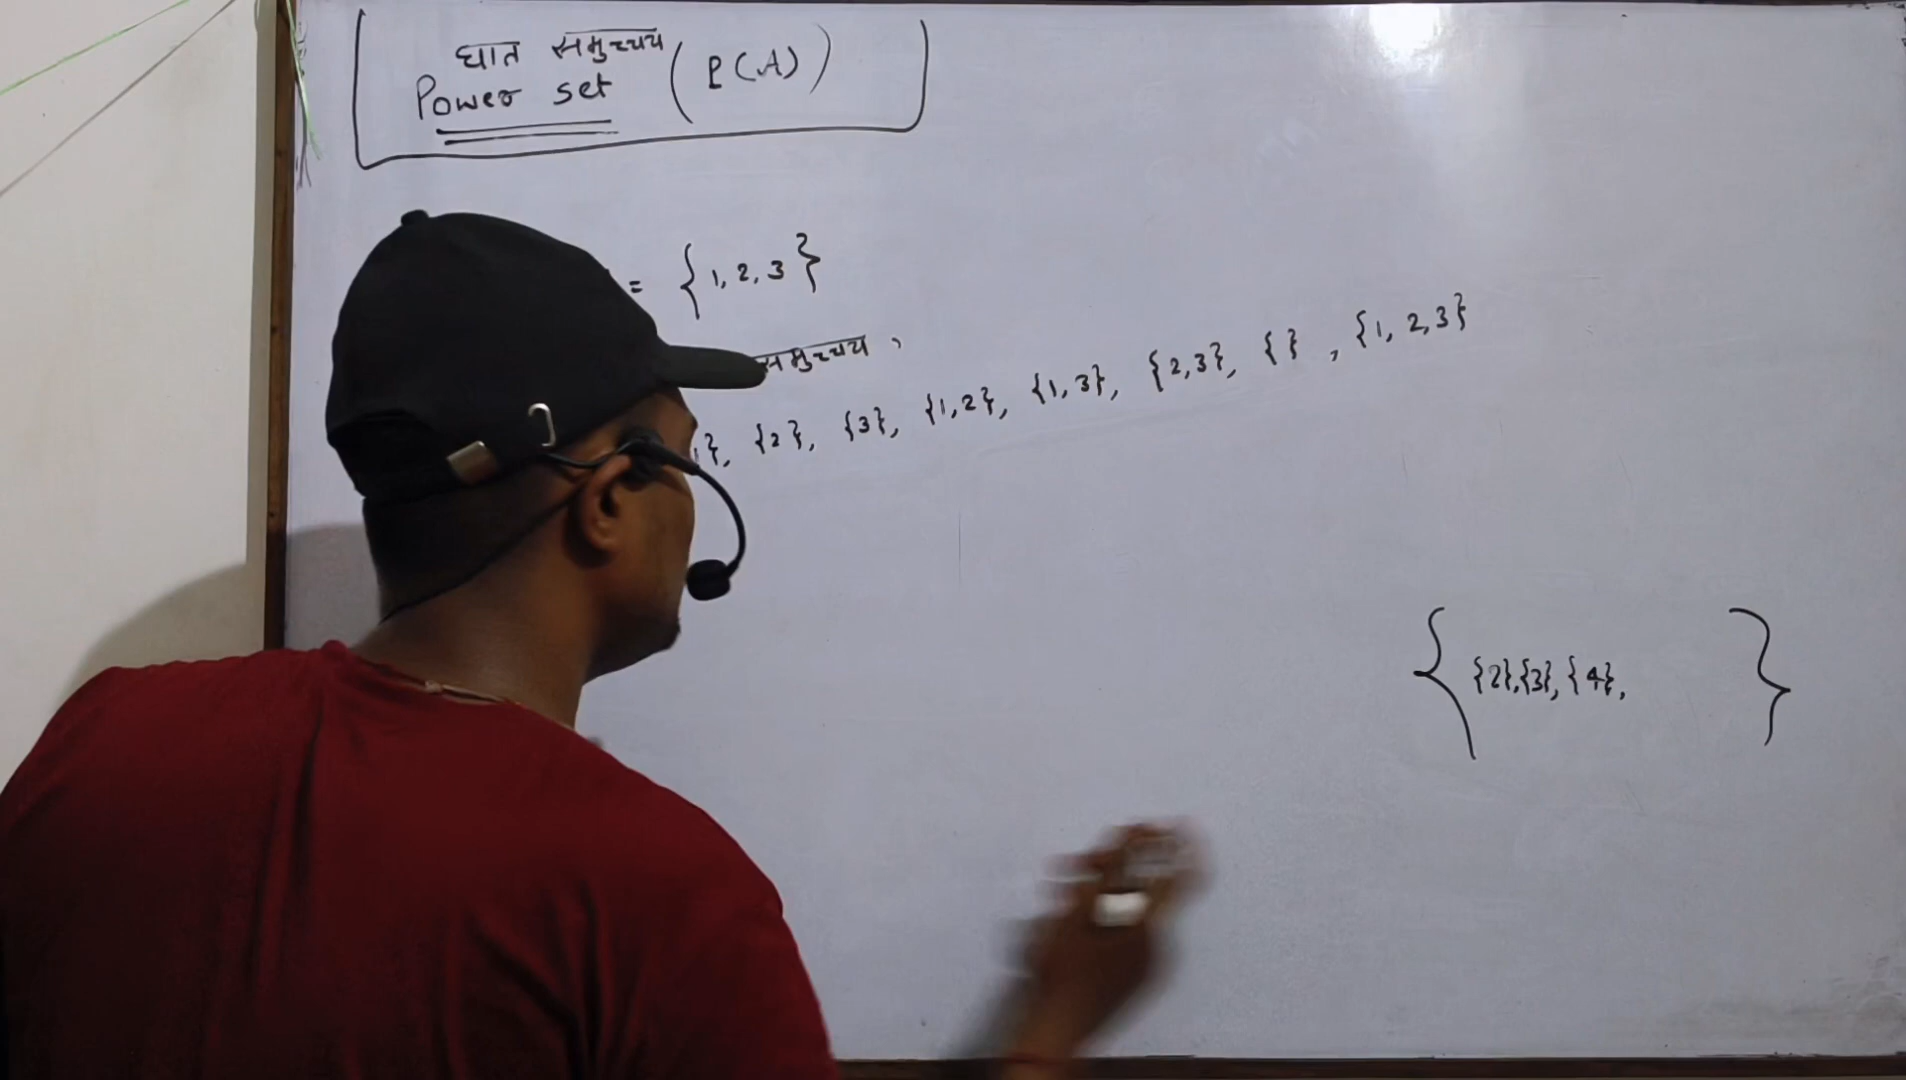 घात समुच्चय
Power set (P(A))
= {1, 2, 3}
समुच्चय,
1}, {2}, {3}, {1,2}, {1, 3}, {2,3}, {} , {1, 2, 3}
{ {2},{3}, {4}, }